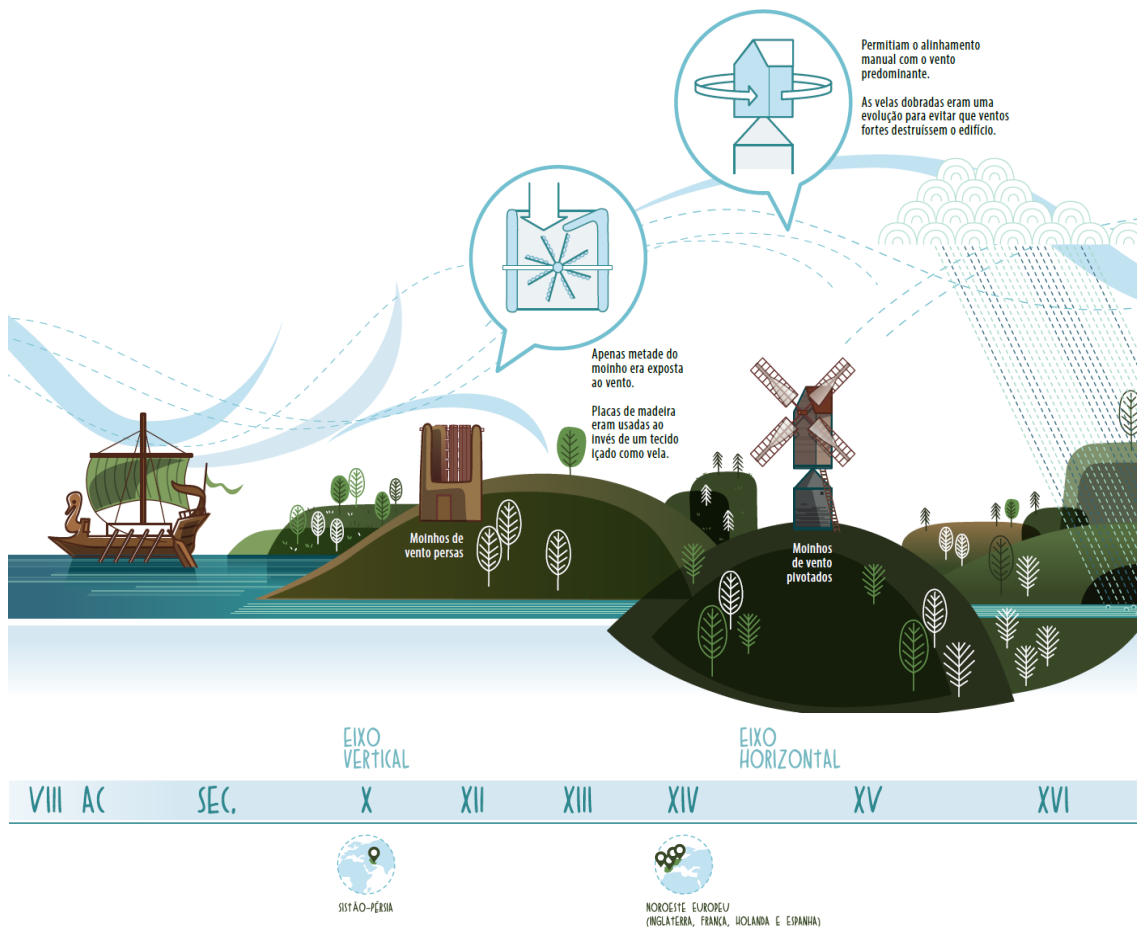 Permitiam o alinhamento
manual com o vento
predominante.
As velas dobradas eram uma
evolução para evitar que ventos
fortes destruíssem o edifício.
Apenas metade do
moinho era exposta
ao vento.
Placas de madeira
eram usadas ao
invés de um tecido
içado como vela.
Moinhos de
vento persas
Moinhos
de vento
pivotados
EIXO
VERTICAL
EIXO
HORIZONTAL
VIII AC SEC. X XII XIII XIV XV XVI
SISTÃO-PÉRSIA
NOROESTE EUROPEU
(INGLATERRA, FRANÇA, HOLANDA E ESPANHA)